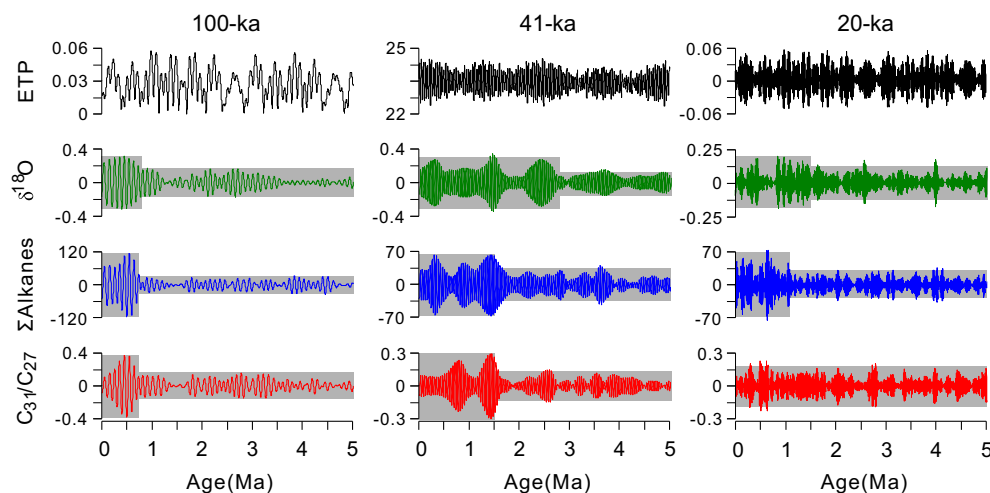 100-ka 41-ka 20-ka
ETP 0.06 0.03 0 25 22 0.06 0 -0.06
δ18O 0.4 0 -0.4 0.4 0 -0.4 0.25 0 -0.25
ΣAlkanes 120 0 -120 70 0 -70 70 0 -70
C31/C27 0.4 0 -0.4 0.3 0 -0.3 0.3 0 -0.3
0 1 2 3 4 5 0 1 2 3 4 5 0 1 2 3 4 5
Age(Ma) Age(Ma) Age(Ma)